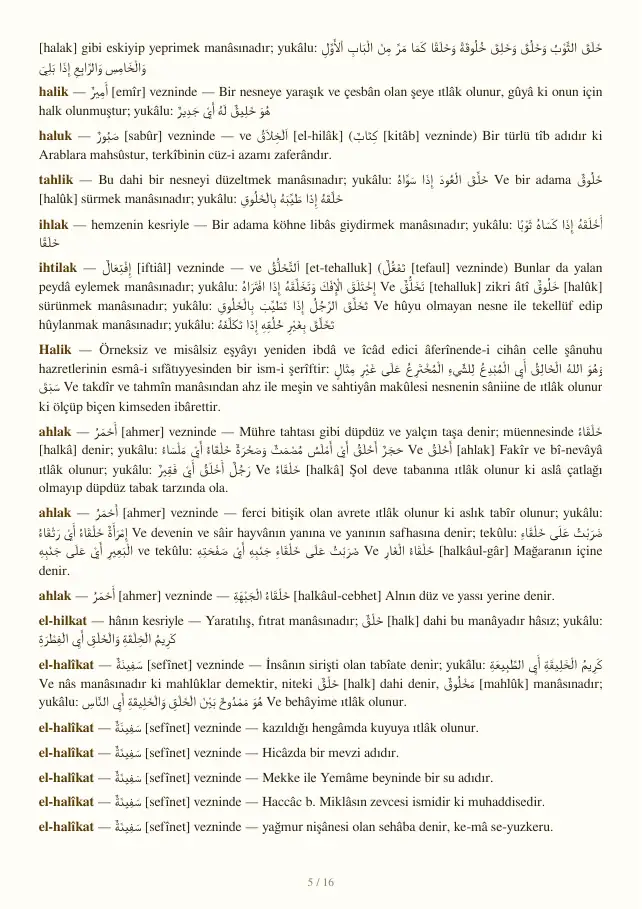 [halak] gibi eskiyip yeprimek manâsınadır; yukâlu: خَلَقَ الثَّوْبُ وَخَلُقَ وَخَلِقَ خُلُوقَةً وَخَلَقًا كَمَا مَرَّ مِنَ الْبَابِ اَلْأَوَّلِ
وَالْخَامِسِ وَالرَّابِعِ إِذَا بَلِيَ
halik — أَمِيرٌ [emîr] vezninde — Bir nesneye yaraşık ve çesbân olan şeye ıtlâk olunur, gûyâ ki onun için
halk olunmuştur; yukâlu: هُوَ خَلِيقٌ لَهُ أَيْ جَدِيرٌ
haluk — صَبُورٌ [sabûr] vezninde — ve اَلْخِلَاقُ [el-hilâk] (كِتَابٌ [kitâb] vezninde) Bir türlü tîb adıdır ki
Arablara mahsûstur, terkîbinin cüz-i azamı zaferândır.
tahlik — Bu dahi bir nesneyi düzeltmek manâsınadır; yukâlu: خَلَّقَ الْعُودَ إِذَا سَوَّاهُ Ve bir adama خَلُوقٌ
[halûk] sürmek manâsınadır; yukâlu: خَلَّقَهُ إِذَا طَيَّبَهُ بِالْخَلُوقِ
ihlak — hemzenin kesriyle — Bir adama köhne libâs giydirmek manâsınadır; yukâlu: أَخْلَقَهُ إِذَا كَسَاهُ ثَوْبًا
خَلَقًا
ihtilak — إِفْتِعَالٌ [iftiâl] vezninde — ve اَلتَّخَلُّقُ [et-tehalluk] (تَفَعُّلٌ [tefaul] vezninde) Bunlar da yalan
peydâ eylemek manâsınadır; yukâlu: إِخْتَلَقَ الْإِفْكَ وَتَخَلَّقَهُ إِذَا افْتَرَاهُ Ve تَخَلُّقٌ [tehalluk] zikri âtî خَلُوقٌ [halûk]
sürünmek manâsınadır; yukâlu: تَخَلَّقَ الرَّجُلُ إِذَا تَطَيَّبَ بِالْخَلُوقِ Ve hûyu olmayan nesne ile tekellüf edip
hûylanmak manâsınadır; yukâlu: تَخَلَّقَ بِغَيْرِ خُلُقِهِ إِذَا تَكَلَّفَهُ
Halik — Örneksiz ve misâlsiz eşyâyı yeniden ibdâ ve îcâd edici âferînende-i cihân celle şânuhu
hazretlerinin esmâ-i sıfâtıyyesinden bir ism-i şerîftir: وَهُوَ اللهُ الْخَالِقُ أَيِ الْمُبْدِعُ لِلشَّيْءِ الْمُخْتَرِعُ عَلَى غَيْرِ مِثَالٍ
سَبَقَ Ve takdîr ve tahmîn manâsından ahz ile meşin ve sahtiyân makûlesi nesnenin sâniine de ıtlâk olunur
ki ölçüp biçen kimseden ibârettir.
ahlak — أَحْمَرُ [ahmer] vezninde — Mühre tahtası gibi düpdüz ve yalçın taşa denir; müennesinde خَلْقَاءُ
[halkâ] denir; yukâlu: حَجَرٌ أَخْلَقُ أَيْ أَمْلَسُ مُصْمَتٌ وَصَخْرَةٌ خَلْقَاءُ أَيْ مَلْسَاءُ Ve أَخْلَقُ [ahlak] Fakîr ve bî-nevâyâ
ıtlâk olunur; yukâlu: رَجُلٌ أَخْلَقُ أَيْ فَقِيرٌ Ve خَلْقَاءُ [halkâ] Şol deve tabanına ıtlâk olunur ki aslâ çatlağı
olmayıp düpdüz tabak tarzında ola.
ahlak — أَحْمَرُ [ahmer] vezninde — ferci bitişik olan avrete ıtlâk olunur ki aslık tabîr olunur; yukâlu:
إِمْرَأَةٌ خَلْقَاءُ أَيْ رَتْقَاءُ Ve devenin ve sâir hayvânın yanına ve yanının safhasına denir; tekûlu: ضَرَبْتُ عَلَى خَلْقَاءِ
الْبَعِيرِ أَيْ عَلَى جَنْبِهِ ve tekûlu: ضَرَبْتُ عَلَى خَلْقَاءِ جَنْبِهِ أَيْ صَفْحَتِهِ Ve خَلْقَاءُ الْغَارِ [halkâul-gâr] Mağaranın içine
denir.
ahlak — أَحْمَرُ [ahmer] vezninde — خَلْقَاءُ الْجَبْهَةِ [halkâul-cebhet] Alnın düz ve yassı yerine denir.
el-hilkat — hânın kesriyle — Yaratılış, fıtrat manâsınadır; خَلْقٌ [halk] dahi bu manâyadır hâsız; yukâlu:
كَرِيمُ الْخِلْقَةِ وَالْخَلْقِ أَيِ الْفِطْرَةِ
el-halîkat — سَفِينَةٌ [sefînet] vezninde — İnsânın sirişti olan tabîate denir; yukâlu: كَرِيمُ الْخَلِيقَةِ أَيِ الطَّبِيعَةِ
Ve nâs manâsınadır ki mahlûklar demektir, niteki خَلْقٌ [halk] dahi denir, مَخْلُوقٌ [mahlûk] manâsınadır;
yukâlu: هُوَ مَمْدُوحٌ بَيْنَ الْخَلْقِ وَالْخَلِيقَةِ أَيِ النَّاسِ Ve behâyime ıtlâk olunur.
el-halîkat — سَفِينَةٌ [sefînet] vezninde — kazıldığı hengâmda kuyuya ıtlâk olunur.
el-halîkat — سَفِينَةٌ [sefînet] vezninde — Hicâzda bir mevzi adıdır.
el-halîkat — سَفِينَةٌ [sefînet] vezninde — Mekke ile Yemâme beyninde bir su adıdır.
el-halîkat — سَفِينَةٌ [sefînet] vezninde — Haccâc b. Miklâsın zevcesi ismidir ki muhaddisedir.
el-halîkat — سَفِينَةٌ [sefînet] vezninde — yağmur nişânesi olan sehâba denir, ke-mâ se-yuzkeru.
5 / 16